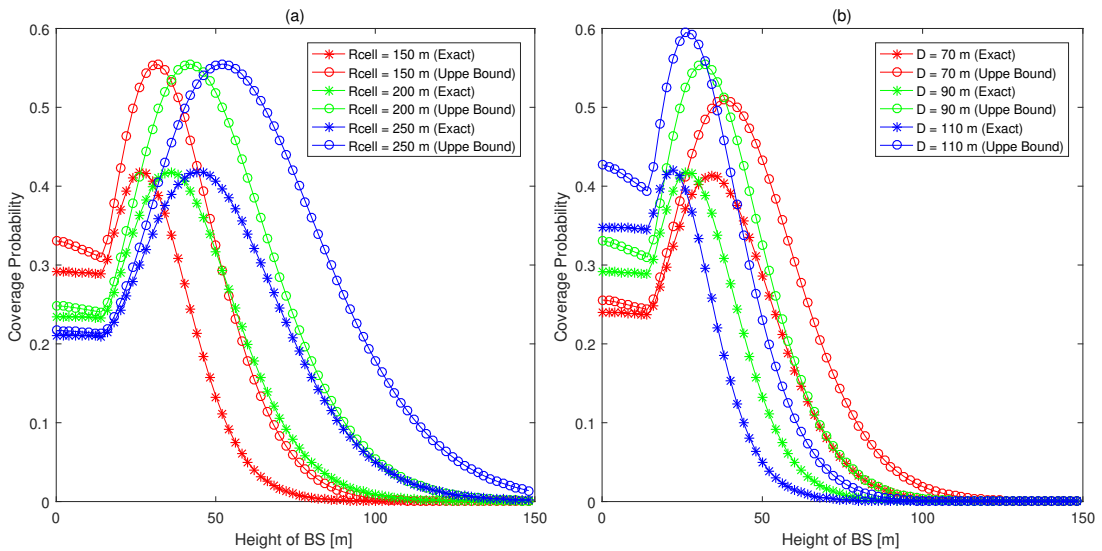 (a)
Coverage Probability
0.6
0.5
0.4
0.3
0.2
0.1
0
0
50
100
150
Height of BS [m]
Rcell = 150 m (Exact)
Rcell = 150 m (Uppe Bound)
Rcell = 200 m (Exact)
Rcell = 200 m (Uppe Bound)
Rcell = 250 m (Exact)
Rcell = 250 m (Uppe Bound)
(b)
Coverage Probability
0.6
0.5
0.4
0.3
0.2
0.1
0
0
50
100
150
Height of BS [m]
D = 70 m (Exact)
D = 70 m (Uppe Bound)
D = 90 m (Exact)
D = 90 m (Uppe Bound)
D = 110 m (Exact)
D = 110 m (Uppe Bound)